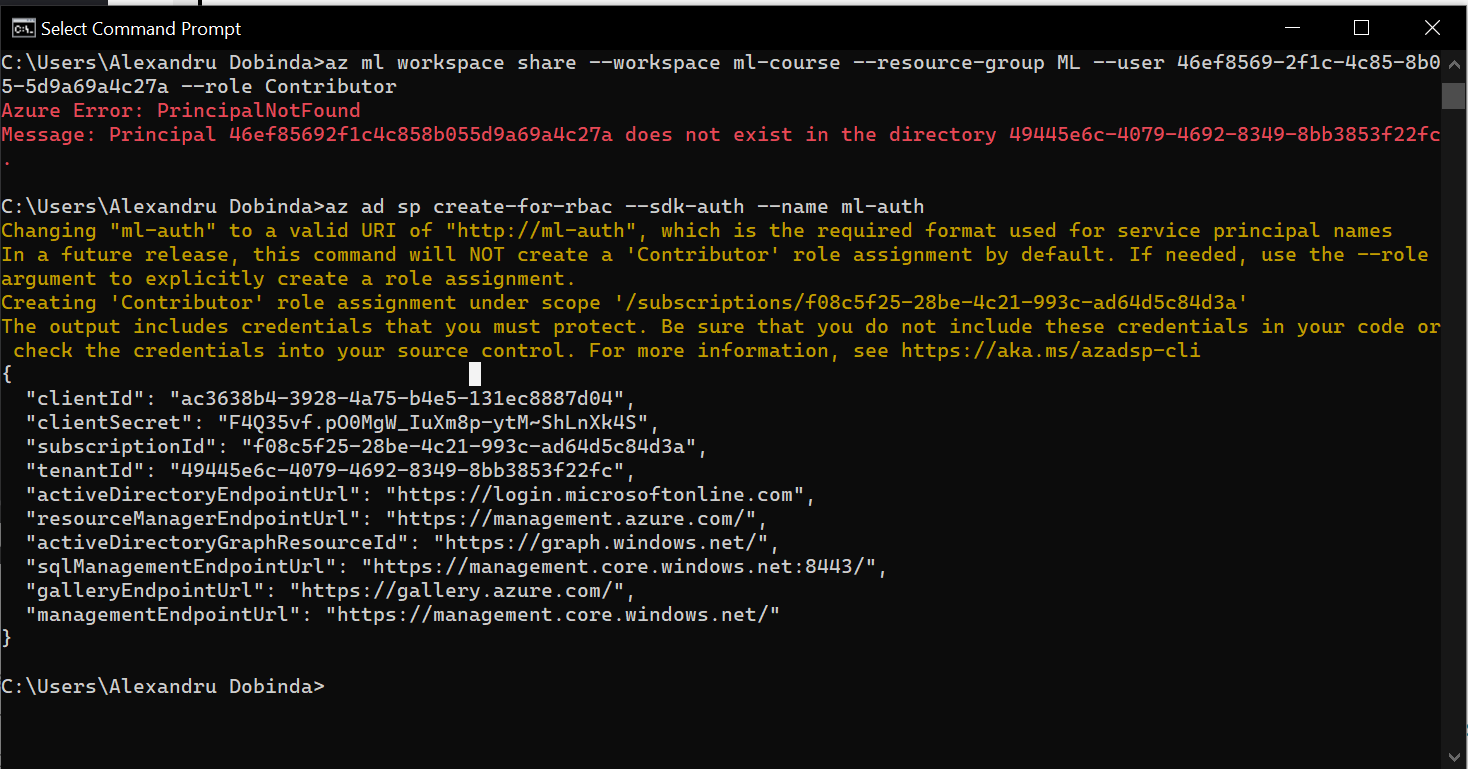 Select Command Prompt
C:\Users\Alexandru Dobinda>az ml workspace share --workspace ml-course --resource-group ML --user 46ef8569-2f1c-4c85-8b0
5-5d9a69a4c27a --role Contributor
Azure Error: PrincipalNotFound
Message: Principal 46ef85692f1c4c858b055d9a69a4c27a does not exist in the directory 49445e6c-4079-4692-8349-8bb3853f22fc
.
C:\Users\Alexandru Dobinda>az ad sp create-for-rbac --sdk-auth --name ml-auth
Changing "ml-auth" to a valid URI of "http://ml-auth", which is the required format used for service principal names
In a future release, this command will NOT create a 'Contributor' role assignment by default. If needed, use the --role
argument to explicitly create a role assignment.
Creating 'Contributor' role assignment under scope '/subscriptions/f08c5f25-28be-4c21-993c-ad64d5c84d3a'
The output includes credentials that you must protect. Be sure that you do not include these credentials in your code or
 check the credentials into your source control. For more information, see https://aka.ms/azadsp-cli
{
  "clientId": "ac3638b4-3928-4a75-b4e5-131ec8887d04",
  "clientSecret": "F4Q35vf.pO0MgW_IuXm8p-ytM~ShLnXk4S",
  "subscriptionId": "f08c5f25-28be-4c21-993c-ad64d5c84d3a",
  "tenantId": "49445e6c-4079-4692-8349-8bb3853f22fc",
  "activeDirectoryEndpointUrl": "https://login.microsoftonline.com",
  "resourceManagerEndpointUrl": "https://management.azure.com/",
  "activeDirectoryGraphResourceId": "https://graph.windows.net/",
  "sqlManagementEndpointUrl": "https://management.core.windows.net:8443/",
  "galleryEndpointUrl": "https://gallery.azure.com/",
  "managementEndpointUrl": "https://management.core.windows.net/"
}
C:\Users\Alexandru Dobinda>